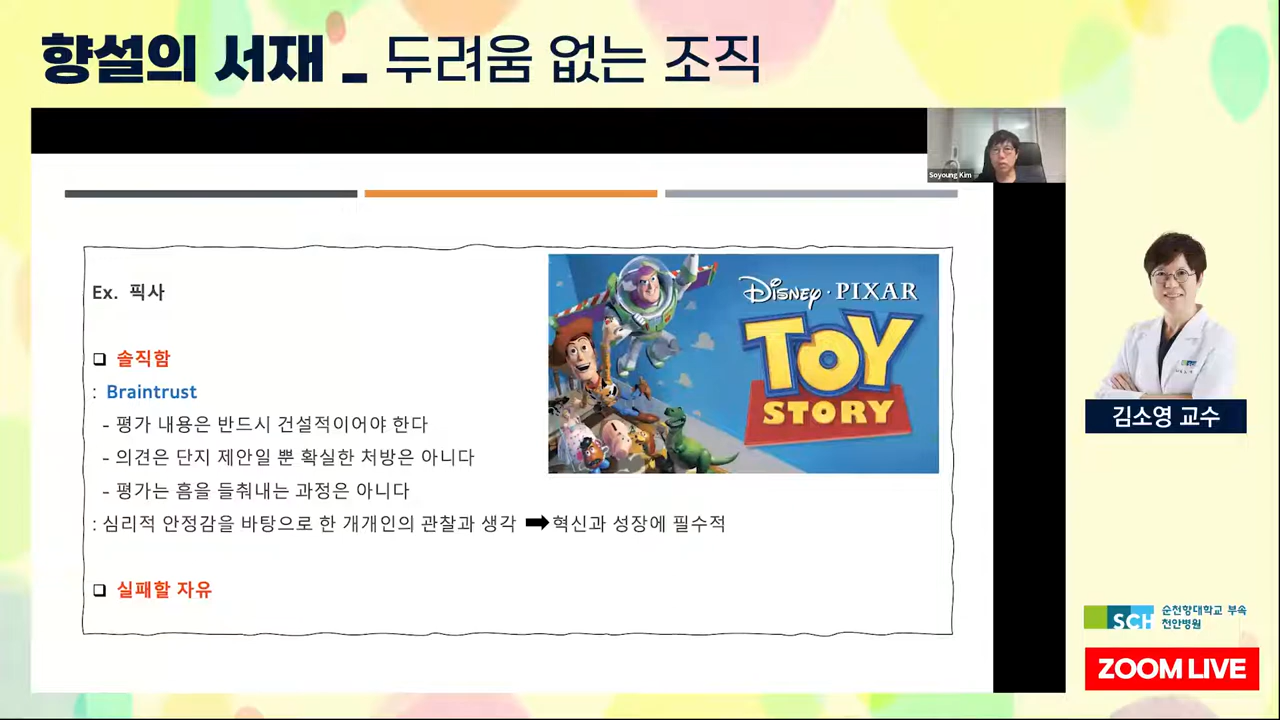 향설의 서재 _ 두려움 없는 조직
Soyoung Kim
Ex. 픽사
DISNEY · PIXAR
TOY
STORY
솔직함
: Braintrust
- 평가 내용은 반드시 건설적이어야 한다
- 의견은 단지 제안일 뿐 확실한 처방은 아니다
- 평가는 흠을 들춰내는 과정은 아니다
: 심리적 안정감을 바탕으로 한 개개인의 관찰과 생각 ➡혁신과 성장에 필수적
실패할 자유
김소영 교수
SCH 순천향대학교 부속
천안병원
ZOOM LIVE